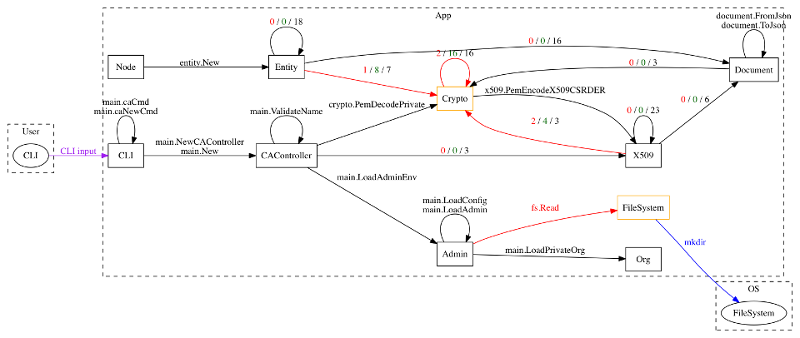 App
document.FromJson
document.ToJson
0 / 0 / 18
0 / 0 / 16
Node
entity.New
Entity
2 / 16 / 16
0 / 0 / 3
Document
1 / 8 / 7
Crypto
x509.PemEncodeX509CSRDER
0 / 0 / 6
main.caCmd
main.caNewCmd
main.ValidateName
crypto.PemDecodePrivate
2 / 4 / 3
0 / 0 / 23
User
CLI
CLI input
CLI
main.NewCAController
main.New
CAController
0 / 0 / 3
X509
main.LoadAdminEnv
main.LoadConfig
main.LoadAdmin
fs.Read
FileSystem
mkdir
Admin
main.LoadPrivateOrg
Org
OS
FileSystem